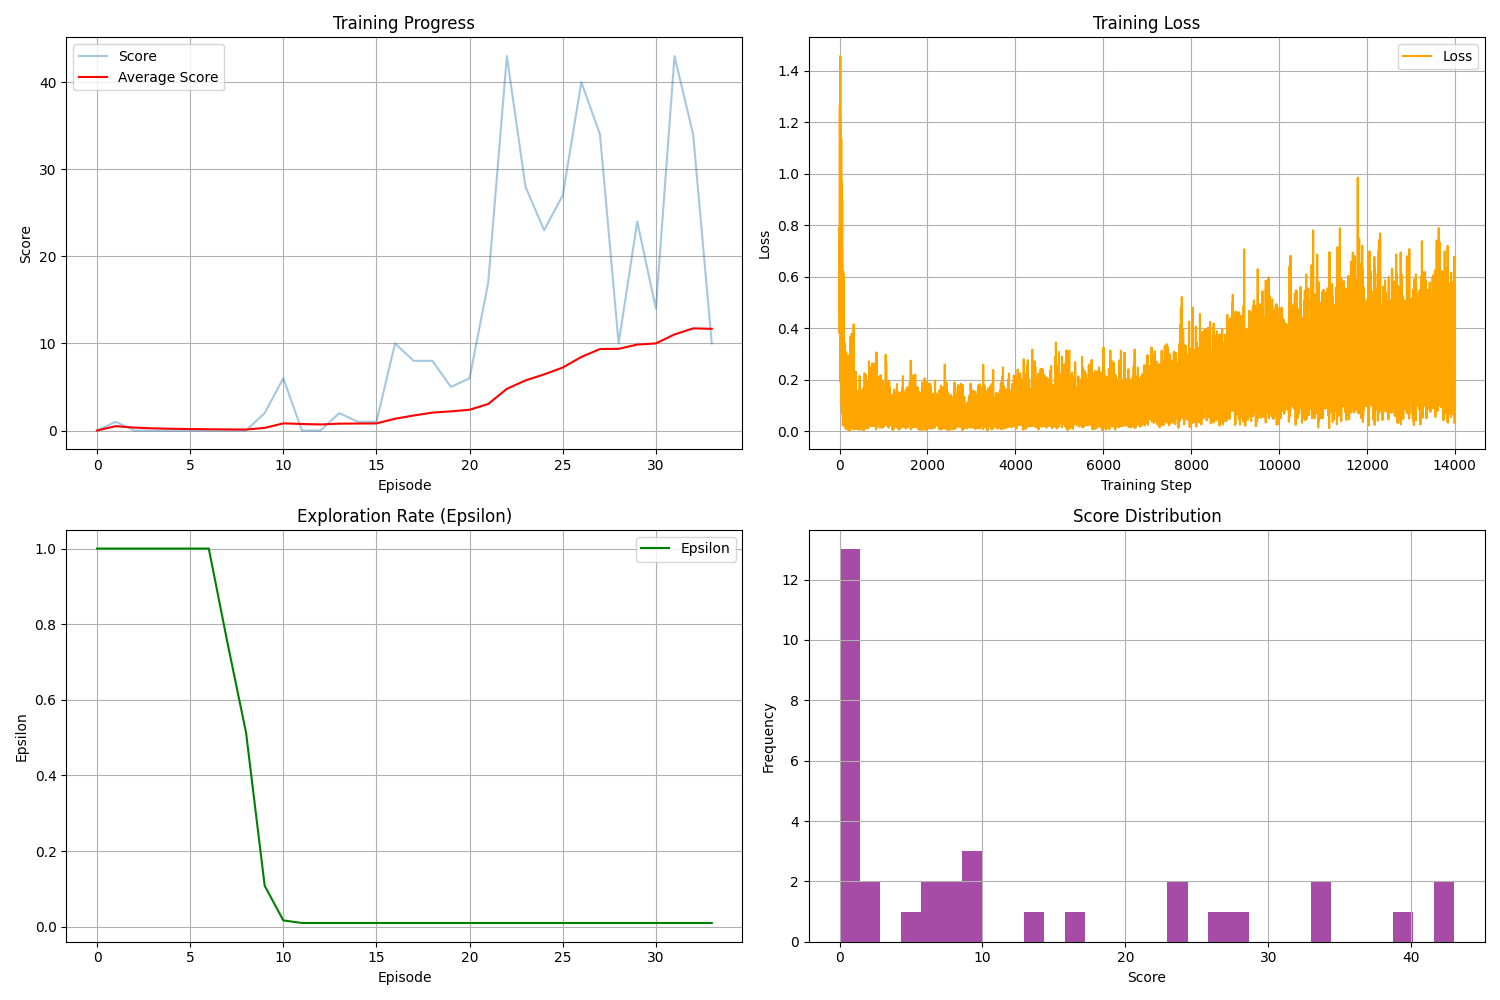 Training Progress
Score
Average Score
40
30
20
10
0
Score
0 5 10 15 20 25 30
Episode
Training Loss
Loss
1.4
1.2
1.0
0.8
0.6
0.4
0.2
0.0
Loss
0 2000 4000 6000 8000 10000 12000 14000
Training Step
Exploration Rate (Epsilon)
Epsilon
1.0
0.8
0.6
0.4
0.2
0.0
Epsilon
0 5 10 15 20 25 30
Episode
Score Distribution
12
10
8
6
4
2
0
Frequency
0 10 20 30 40
Score